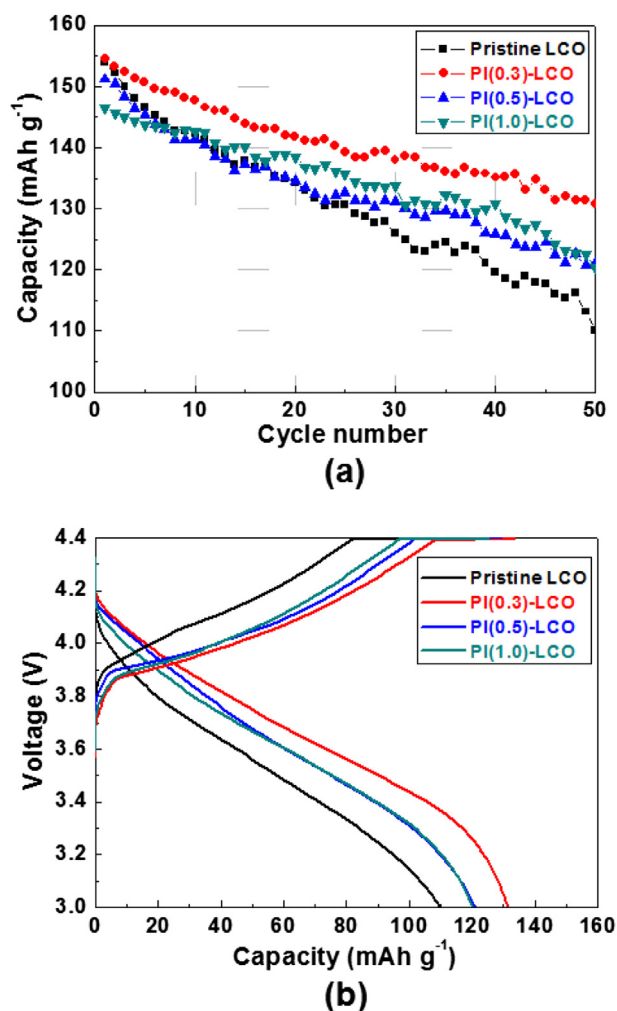 160
150
140
130
120
110
100
Capacity (mAh g⁻¹)
Pristine LCO
PI(0.3)-LCO
PI(0.5)-LCO
PI(1.0)-LCO
0 10 20 30 40 50
Cycle number
(a)
4.4
4.2
4.0
3.8
3.6
3.4
3.2
3.0
Voltage (V)
Pristine LCO
PI(0.3)-LCO
PI(0.5)-LCO
PI(1.0)-LCO
0 20 40 60 80 100 120 140 160
Capacity (mAh g⁻¹)
(b)